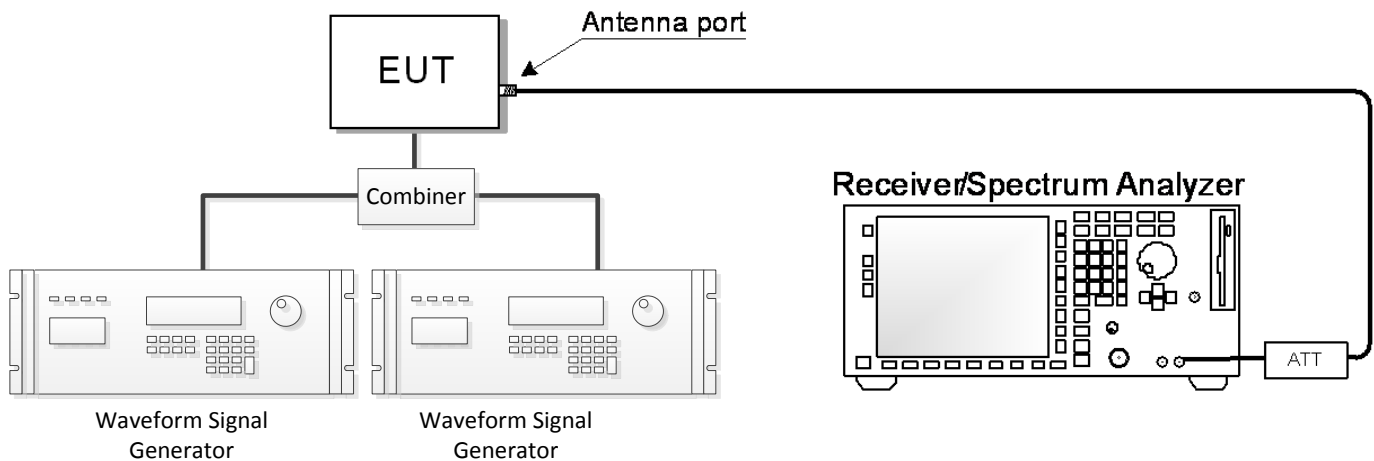 Antenna port
EUT
Combiner
Receiver/Spectrum Analyzer
ATT
Waveform Signal
Generator
Waveform Signal
Generator